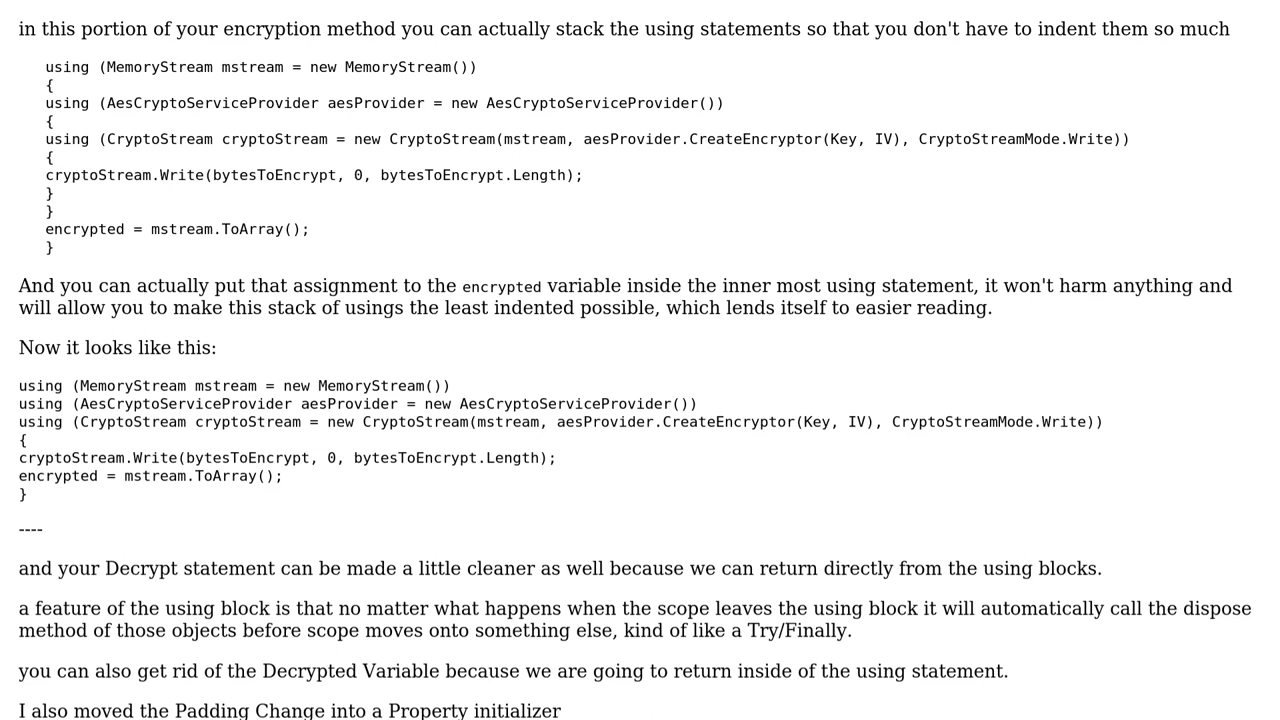 in this portion of your encryption method you can actually stack the using statements so that you don't have to indent them so much
using (MemoryStream mstream = new MemoryStream())
{
using (AesCryptoServiceProvider aesProvider = new AesCryptoServiceProvider())
{
using (CryptoStream cryptoStream = new CryptoStream(mstream, aesProvider.CreateEncryptor(Key, IV), CryptoStreamMode.Write))
{
cryptoStream.Write(bytesToEncrypt, 0, bytesToEncrypt.Length);
}
}
encrypted = mstream.ToArray();
}
And you can actually put that assignment to the encrypted variable inside the inner most using statement, it won't harm anything and
will allow you to make this stack of usings the least indented possible, which lends itself to easier reading.
Now it looks like this:
using (MemoryStream mstream = new MemoryStream())
using (AesCryptoServiceProvider aesProvider = new AesCryptoServiceProvider())
using (CryptoStream cryptoStream = new CryptoStream(mstream, aesProvider.CreateEncryptor(Key, IV), CryptoStreamMode.Write))
{
cryptoStream.Write(bytesToEncrypt, 0, bytesToEncrypt.Length);
encrypted = mstream.ToArray();
}
----
and your Decrypt statement can be made a little cleaner as well because we can return directly from the using blocks.
a feature of the using block is that no matter what happens when the scope leaves the using block it will automatically call the dispose
method of those objects before scope moves onto something else, kind of like a Try/Finally.
you can also get rid of the Decrypted Variable because we are going to return inside of the using statement.
I also moved the Padding Change into a Property initializer